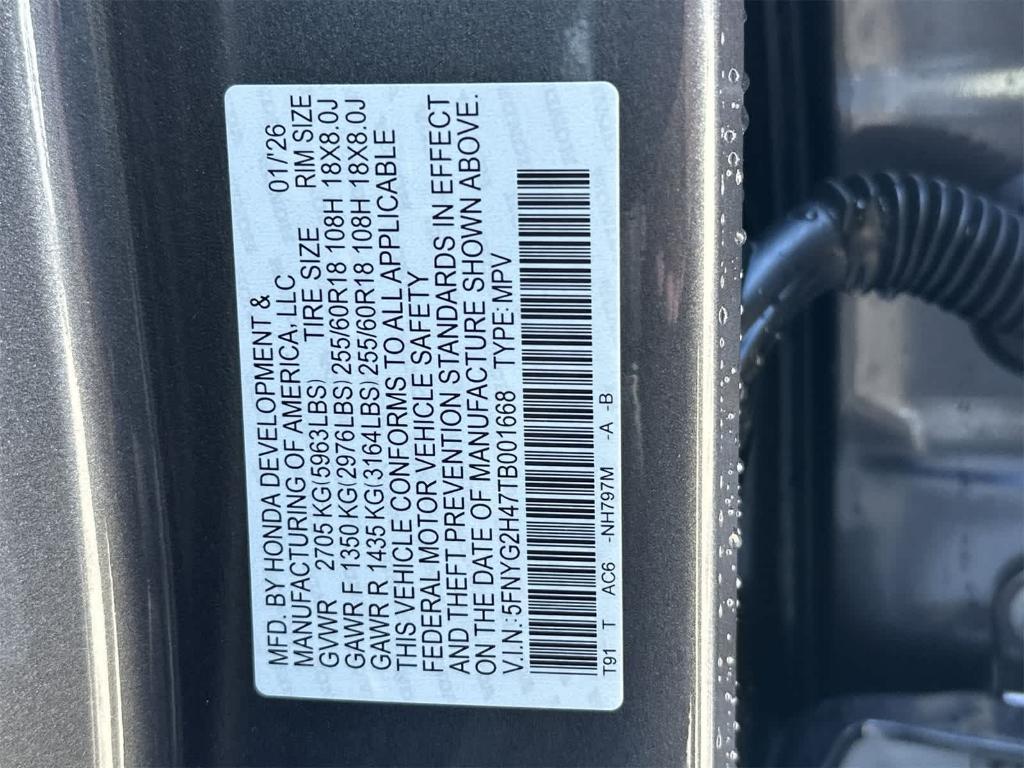 MFD. BY HONDA DEVELOPMENT &
MANUFACTURING OF AMERICA, LLC 01/'26
GVWR 2705 KG(5963LBS) TIRE SIZE RIM SIZE
GAWR F 1350 KG(2976LBS) 255/60R18 108H 18X8.0J
GAWR R 1435 KG(3164LBS) 255/60R18 108H 18X8.0J
THIS VEHICLE CONFORMS TO ALL APPLICABLE
FEDERAL MOTOR VEHICLE SAFETY
AND THEFT PREVENTION STANDARDS IN EFFECT
ON THE DATE OF MANUFACTURE SHOWN ABOVE.
V.I.N.:5FNYG2H47TB001668 TYPE:MPV
T91 T AC6 -NH797M -A -B